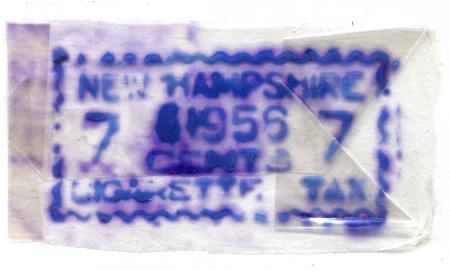 NEW HAMPSHIRE
7 1956 7
CENTS
CIGARETTE TAX